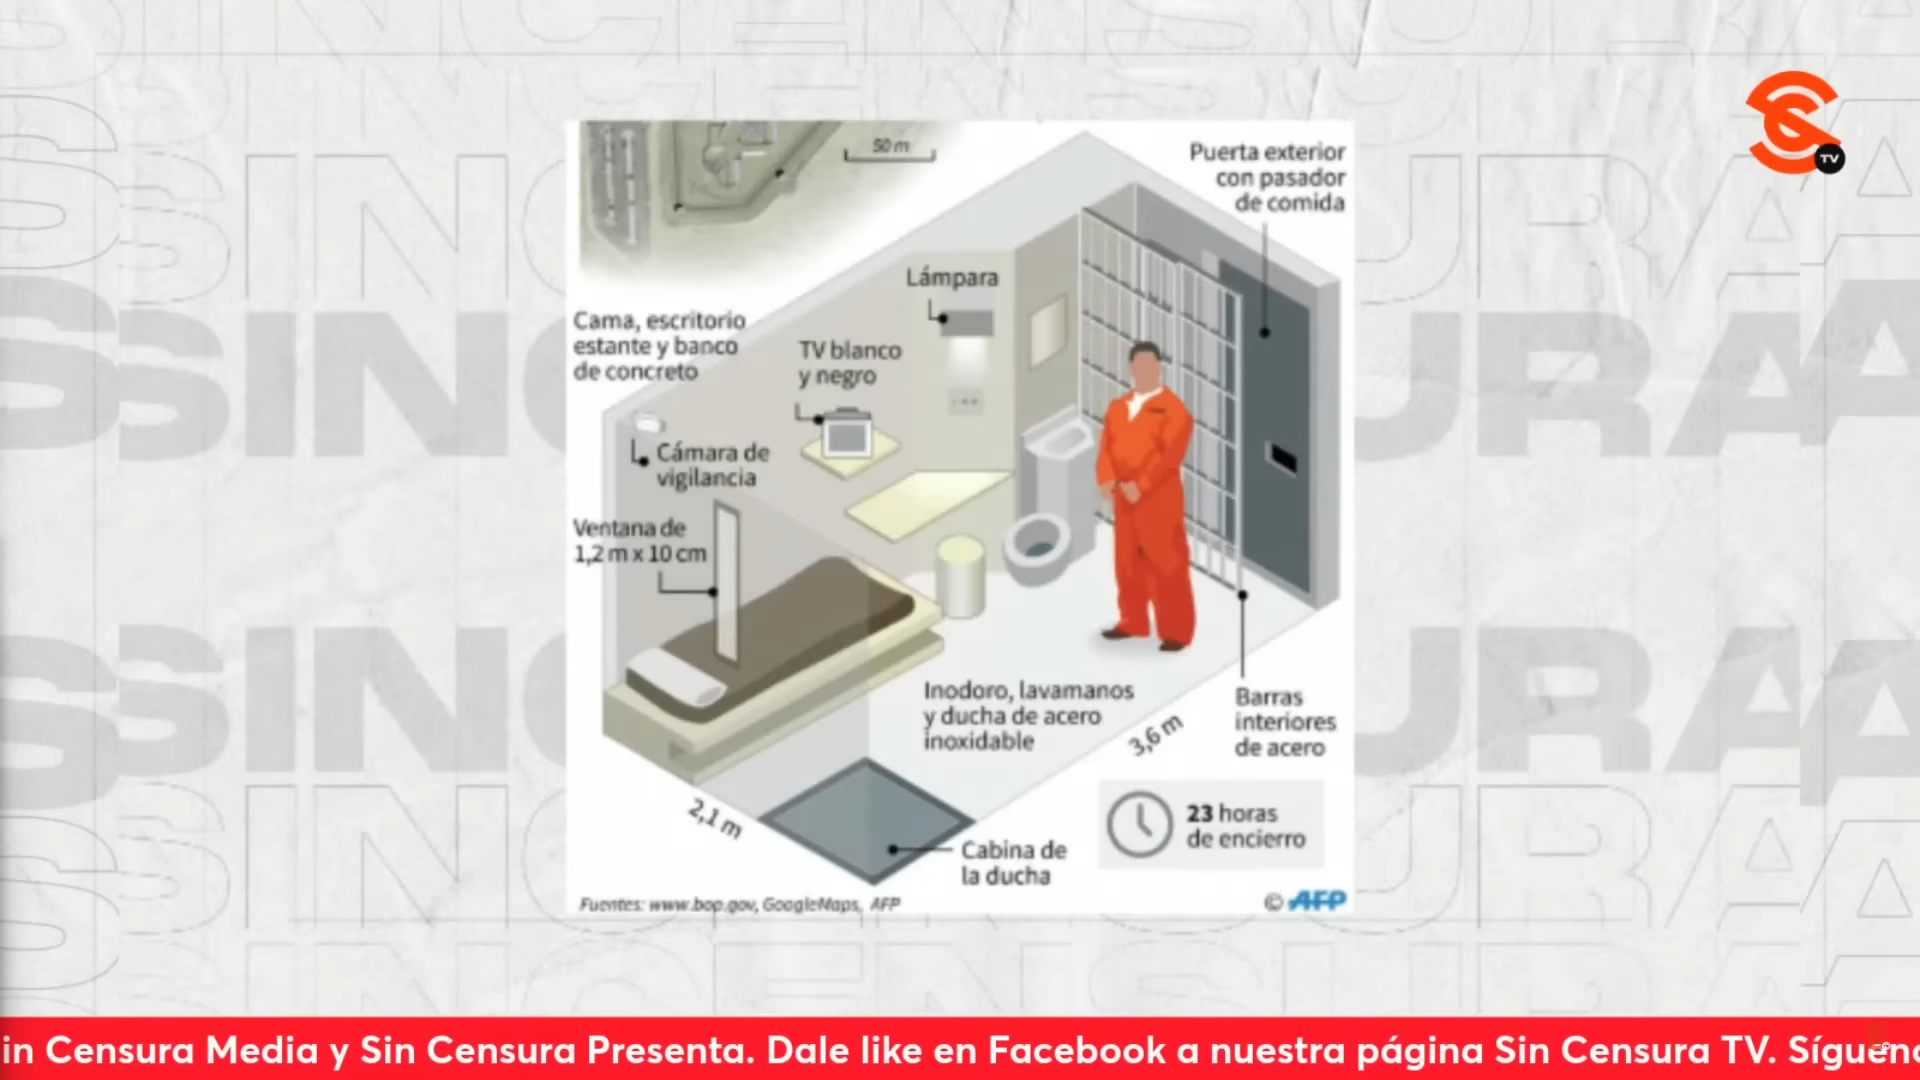 TV
50 m
Puerta exterior
con pasador
de comida
Lámpara
Cama, escritorio
estante y banco
de concreto
TV blanco
y negro
Cámara de
vigilancia
Ventana de
1,2 m x 10 cm
Inodoro, lavamanos
y ducha de acero
inoxidable
3,6 m
Barras
interiores
de acero
2,1 m
23 horas
de encierro
Cabina de
la ducha
Fuentes: www.bop.gov, GoogleMaps, AFP
© AFP
SINCENSURA
SINCENSURA
in Censura Media y Sin Censura Presenta. Dale like en Facebook a nuestra página Sin Censura TV. Sígueno